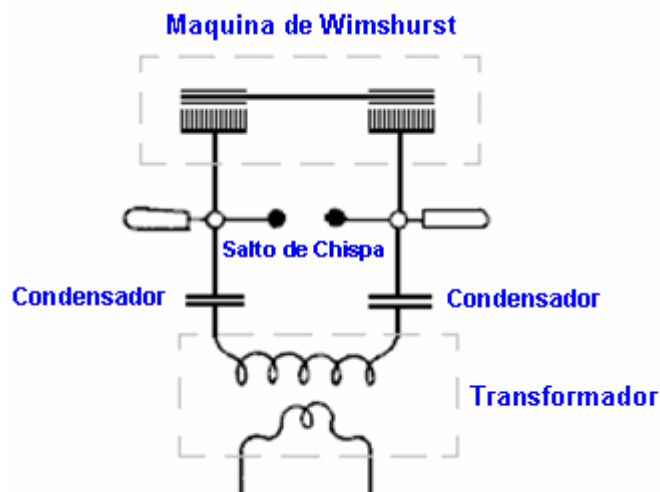 Maquina de Wimshurst
Salto de Chispa
Condensador
Condensador
Transformador